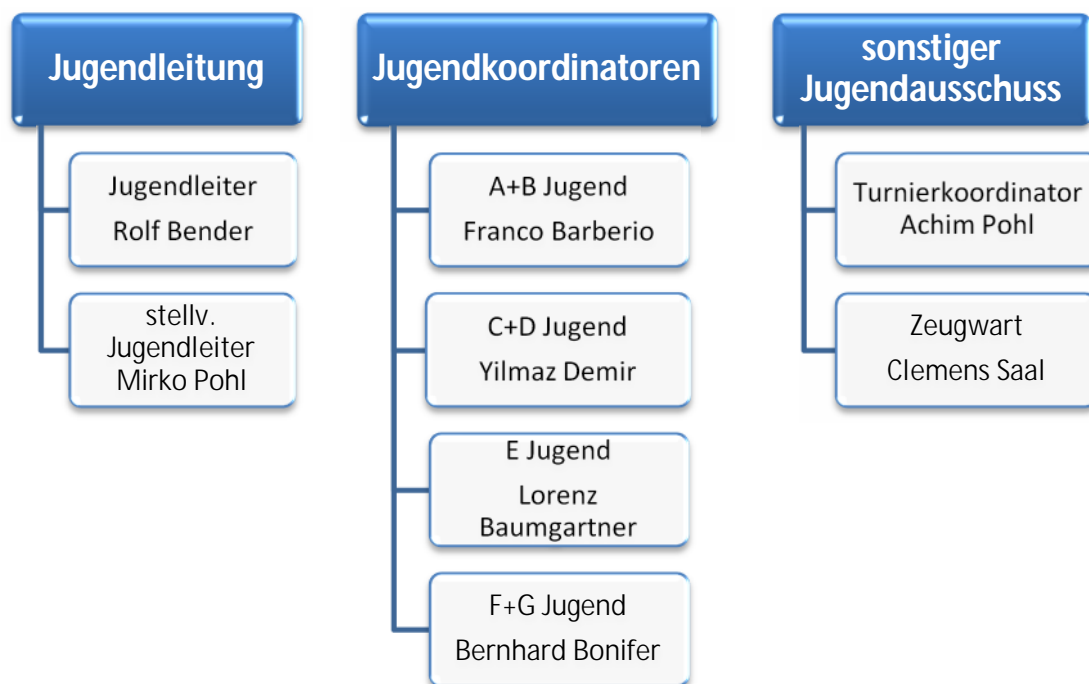 Jugendleitung
Jugendleiter
Rolf Bender
stellv.
Jugendleiter
Mirko Pohl
Jugendkoordinatoren
A+B Jugend
Franco Barberio
C+D Jugend
Yilmaz Demir
E Jugend
Lorenz
Baumgartner
F+G Jugend
Bernhard Bonifer
sonstiger
Jugendausschuss
Turnierkoordinator
Achim Pohl
Zeugwart
Clemens Saal